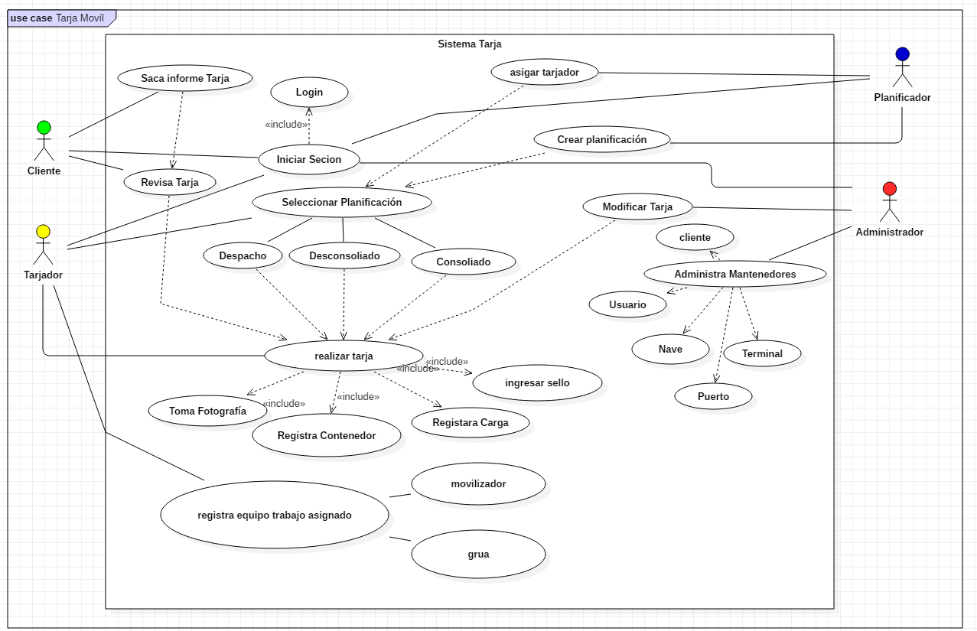 use case Tarja Movil
Sistema Tarja
Saca informe Tarja
asigar tarjador
Login
Planificador
«include»
Crear planificación
Cliente
Iniciar Secion
Revisa Tarja
Seleccionar Planificación
Modificar Tarja
Administrador
cliente
Tarjador
Despacho
Desconsoliado
Consoliado
Administra Mantenedores
Usuario
realizar tarja
Nave
Terminal
«include»
«include»
ingresar sello
Puerto
«include»
«include»
Toma Fotografía
Registra Contenedor
Registara Carga
movilizador
registra equipo trabajo asignado
grua